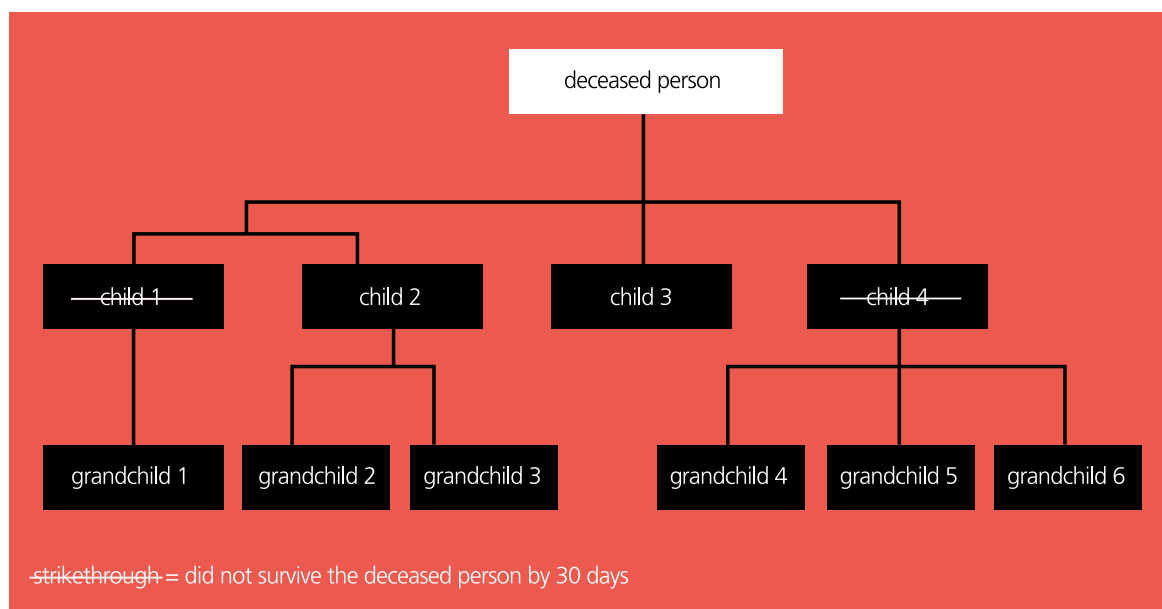 deceased person
child 1
child 2
child 3
child 4
grandchild 1
grandchild 2
grandchild 3
grandchild 4
grandchild 5
grandchild 6
strikethrough = did not survive the deceased person by 30 days